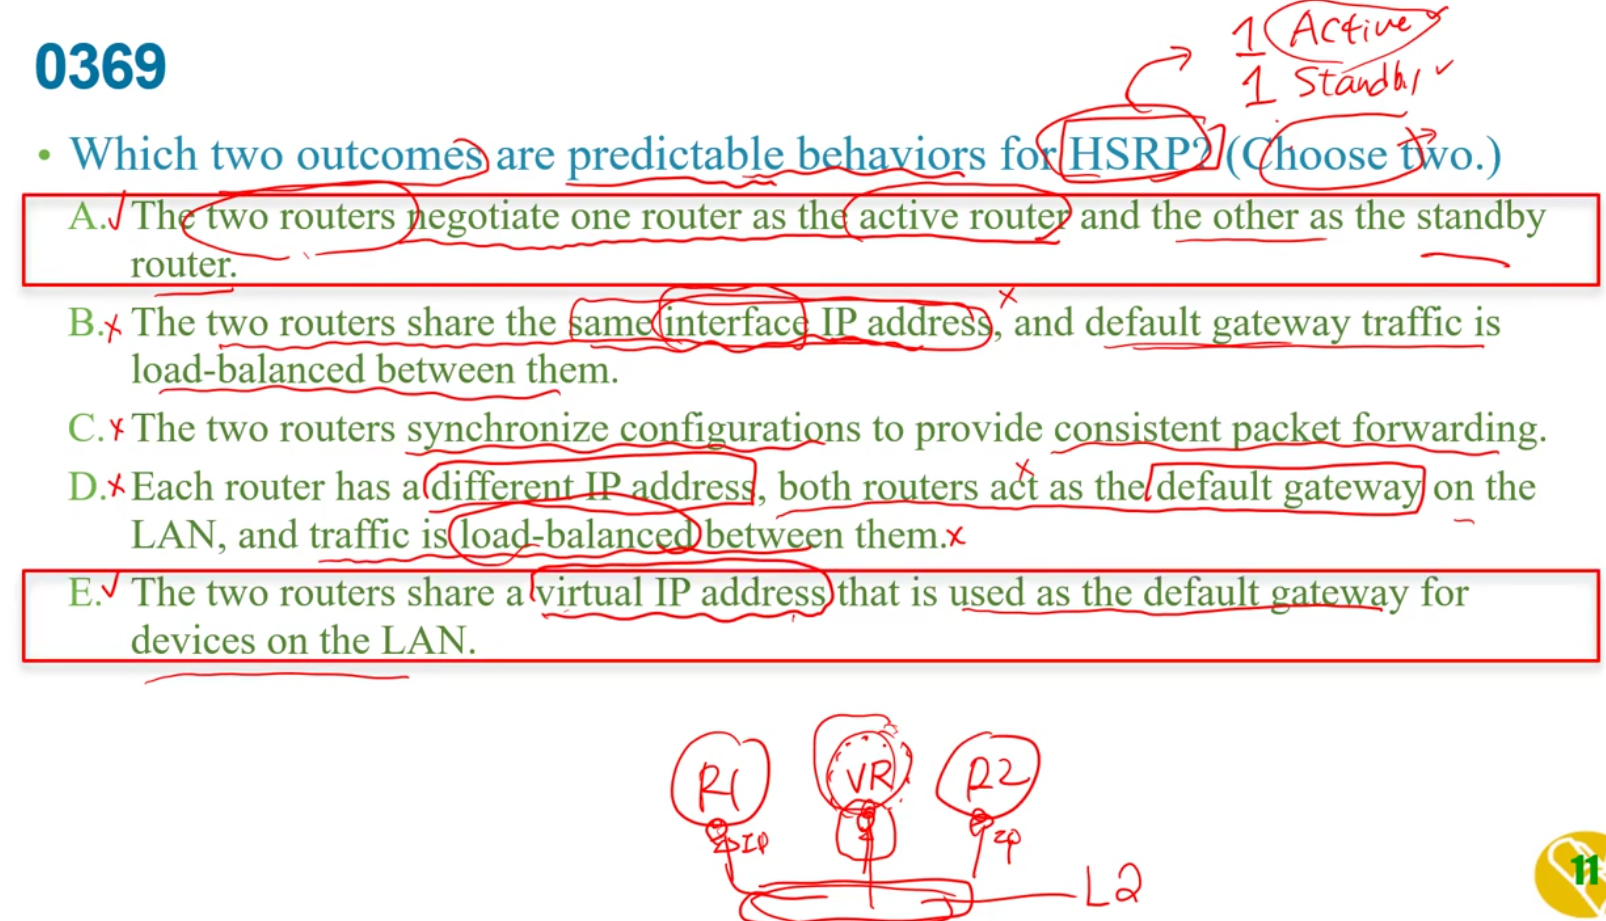 1 Active
0369
1 Standby
• Which two outcomes are predictable behaviors for HSRP? (Choose two.)
A. The two routers negotiate one router as the active router and the other as the standby
router.
B. The two routers share the same interface IP address, and default gateway traffic is
load-balanced between them.
C. The two routers synchronize configurations to provide consistent packet forwarding.
D. Each router has a different IP address, both routers act as the default gateway on the
LAN, and traffic is load-balanced between them.
E. The two routers share a virtual IP address that is used as the default gateway for
devices on the LAN.
R1 VR R2
IP IP
11
L2